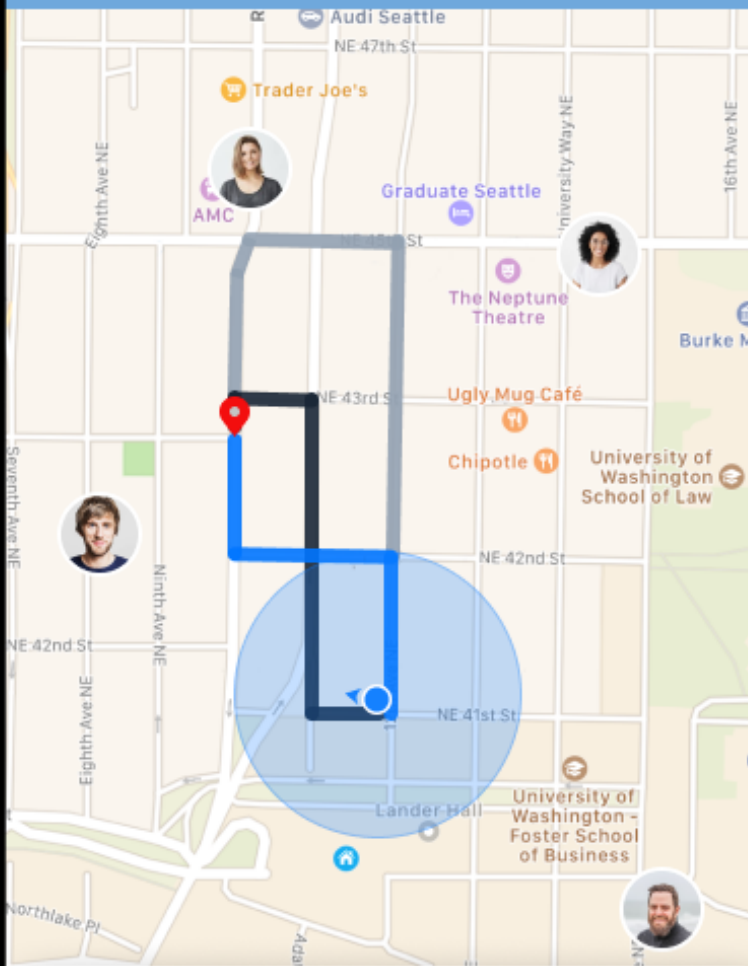 R
Audi Seattle
NE 47th St
Trader Joe's
Eighth Ave NE
University Way NE
16th Ave NE
Graduate Seattle
AMC
NE 45th St
The Neptune
Theatre
Burke M
NE 43rd St
Ugly Mug Café
Chipotle
University of
Washington
School of Law
Seventh Ave NE
NE 42nd St
Ninth Ave NE
NE 42nd St
Eighth Ave NE
NE 41st St
Lander Hall
University of
Washington -
Foster School
of Business
Northlake Pl
Ada
NE